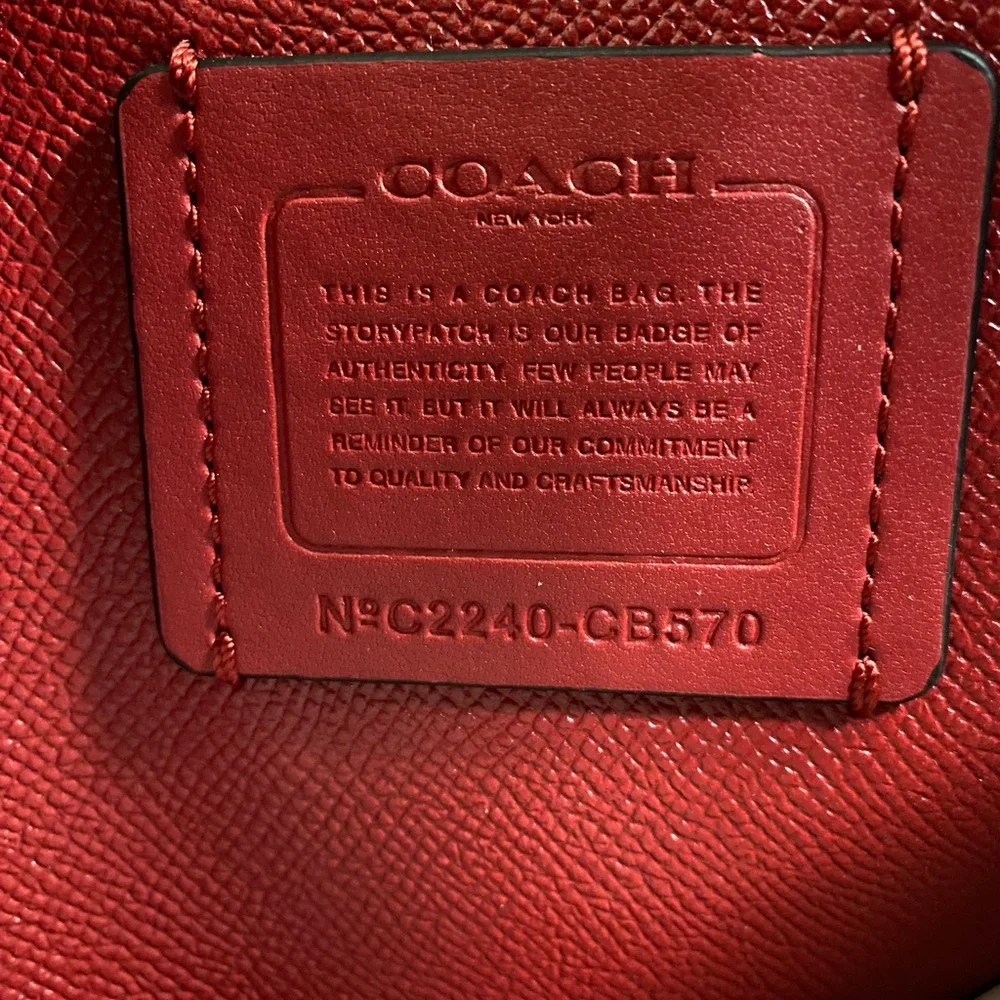 COACH
NEW YORK
THIS IS A COACH BAG. THE
STORYPATCH IS OUR BADGE OF
AUTHENTICITY. FEW PEOPLE MAY
SEE IT, BUT IT WILL ALWAYS BE A
REMINDER OF OUR COMMITMENT
TO QUALITY AND CRAFTSMANSHIP.
NºC2240-CB570